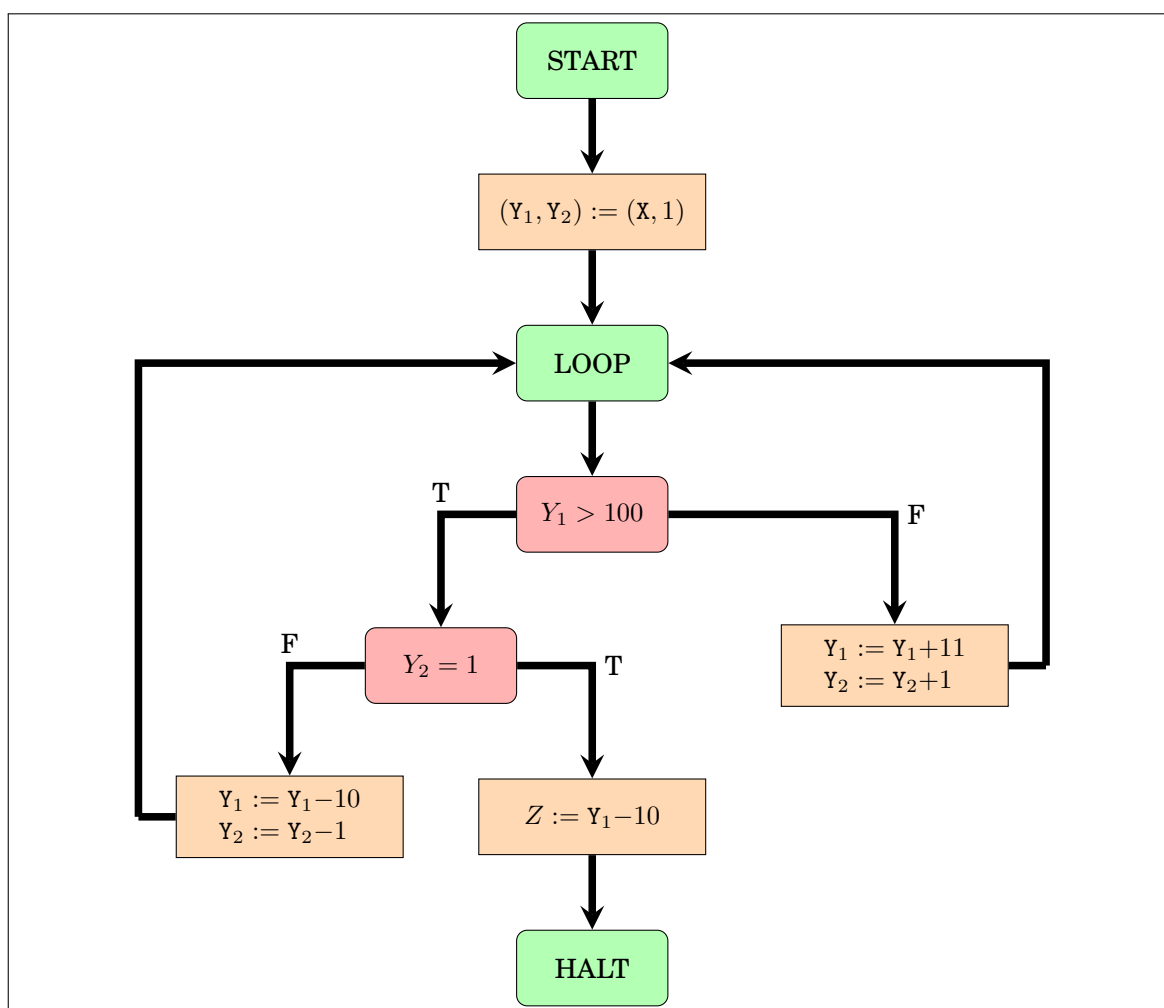 START
(Y₁, Y₂) := (X, 1)
LOOP
T
Y₁ > 100
F
F
Y₂ = 1
T
Y₁ := Y₁+11
Y₂ := Y₂+1
Y₁ := Y₁−10
Y₂ := Y₂−1
Z := Y₁−10
HALT